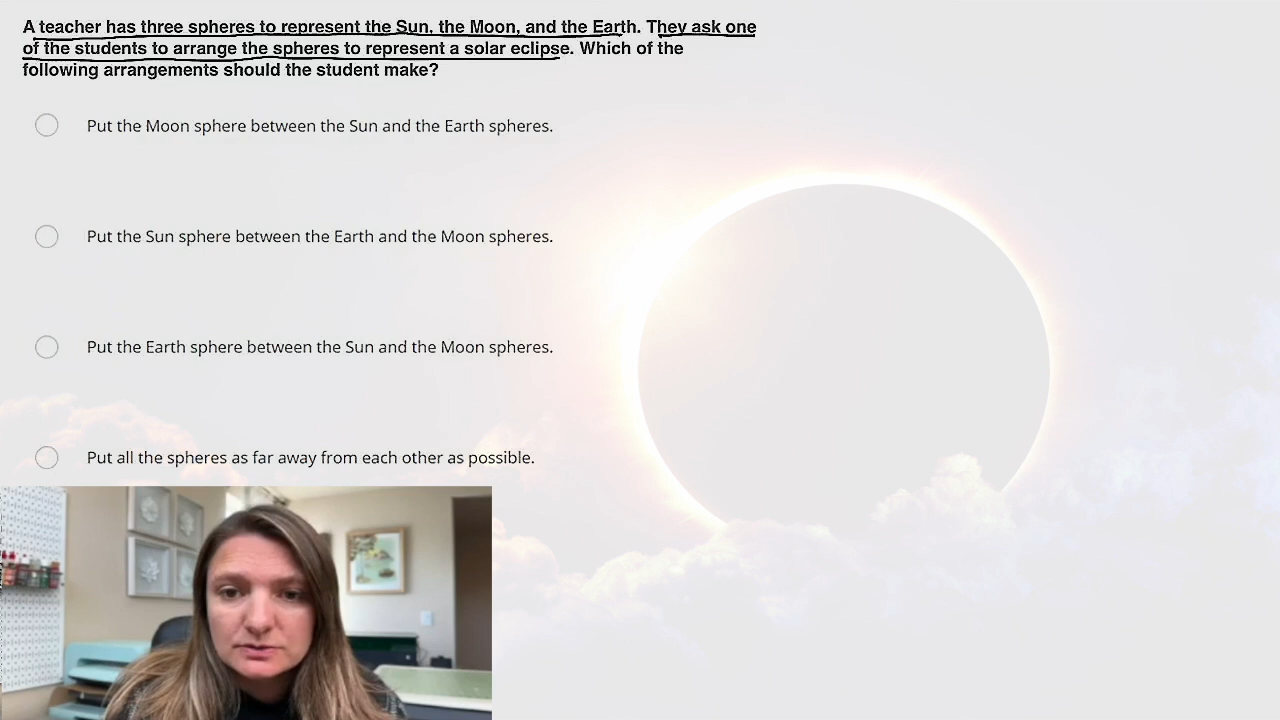 A teacher has three spheres to represent the Sun, the Moon, and the Earth. They ask one
of the students to arrange the spheres to represent a solar eclipse. Which of the
following arrangements should the student make?
Put the Moon sphere between the Sun and the Earth spheres.
Put the Sun sphere between the Earth and the Moon spheres.
Put the Earth sphere between the Sun and the Moon spheres.
Put all the spheres as far away from each other as possible.